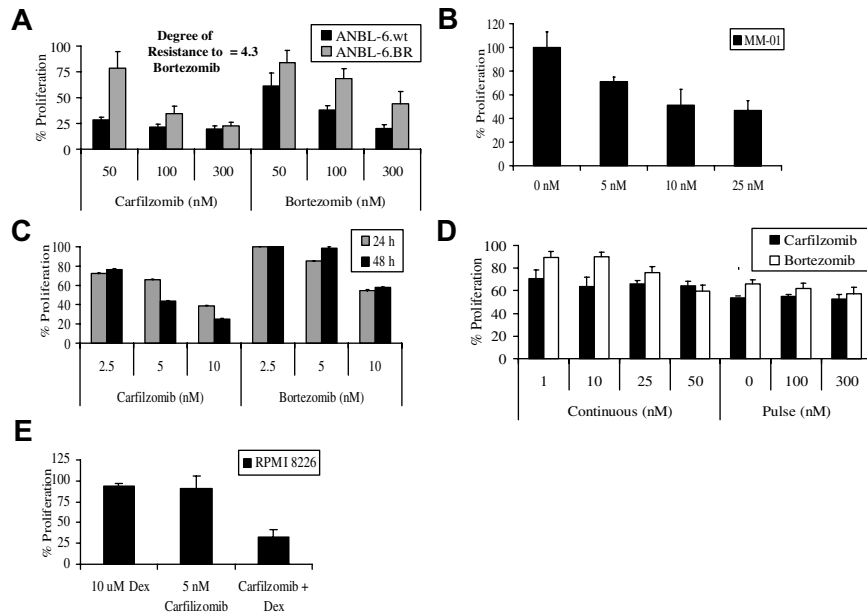 A
Degree of
Resistance to = 4.3
Bortezomib
ANBL-6.wt
ANBL-6.BR
% Proliferation
100
75
50
25
0
50 100 300 50 100 300
Carfilzomib (nM) Bortezomib (nM)
B
MM-01
% Proliferation
120
100
80
60
40
20
0
0 nM 5 nM 10 nM 25 nM
C
24 h
48 h
% Proliferation
100
80
60
40
20
0
2.5 5 10 2.5 5 10
Carfilzomib (nM) Bortezomib (nM)
D
Carfilzomib
Bortezomib
% Proliferation
100
80
60
40
20
0
1 10 25 50 0 100 300
Continuous (nM) Pulse (nM)
E
RPMI 8226
% Proliferation
125
100
75
50
25
0
10 uM Dex 5 nM Carfilzomib +
Carfilizomib Dex